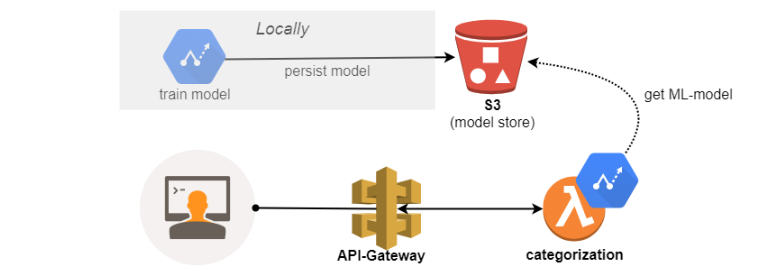 Locally
train model
persist model
S3
(model store)
get ML-model
>-
API-Gateway
λ
categorization